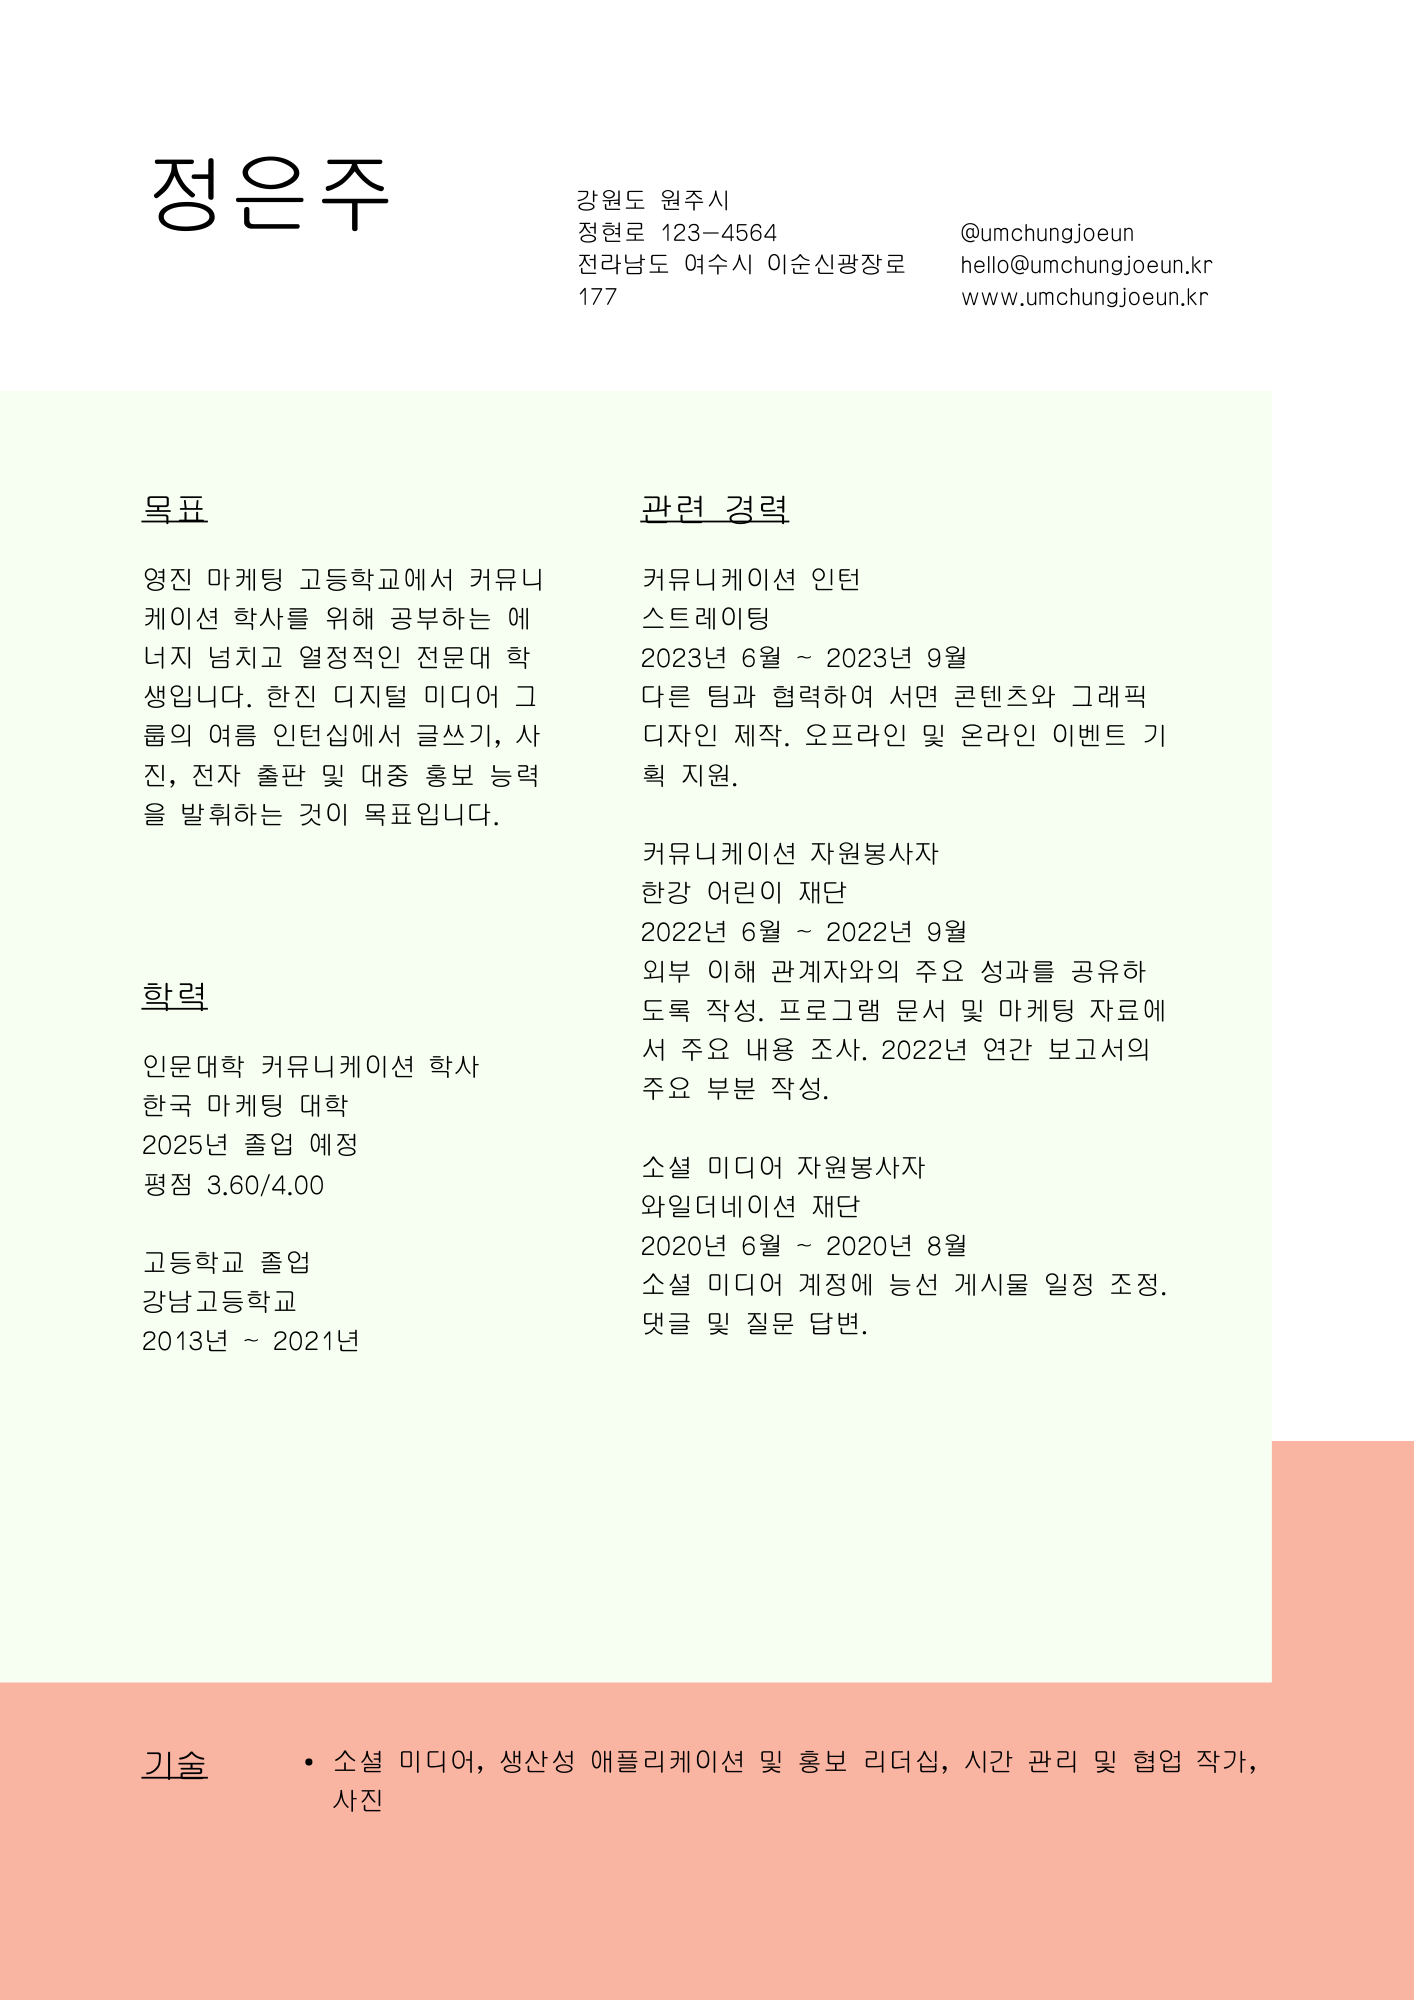 정은주
강원도 원주시
정현로 123-4564
전라남도 여수시 이순신광장로
177
@umchungjoeun
hello@umchungjoeun.kr
www.umchungjoeun.kr
목표
영진 마케팅 고등학교에서 커뮤니
케이션 학사를 위해 공부하는 에
너지 넘치고 열정적인 전문대 학
생입니다. 한진 디지털 미디어 그
룹의 여름 인턴십에서 글쓰기, 사
진, 전자 출판 및 대중 홍보 능력
을 발휘하는 것이 목표입니다.
학력
인문대학 커뮤니케이션 학사
한국 마케팅 대학
2025년 졸업 예정
평점 3.60/4.00
고등학교 졸업
강남고등학교
2013년 ~ 2021년
관련 경력
커뮤니케이션 인턴
스트레이팅
2023년 6월 ~ 2023년 9월
다른 팀과 협력하여 서면 콘텐츠와 그래픽
디자인 제작. 오프라인 및 온라인 이벤트 기
획 지원.
커뮤니케이션 자원봉사자
한강 어린이 재단
2022년 6월 ~ 2022년 9월
외부 이해 관계자와의 주요 성과를 공유하
도록 작성. 프로그램 문서 및 마케팅 자료에
서 주요 내용 조사. 2022년 연간 보고서의
주요 부분 작성.
소셜 미디어 자원봉사자
와일더네이션 재단
2020년 6월 ~ 2020년 8월
소셜 미디어 계정에 능선 게시물 일정 조정.
댓글 및 질문 답변.
기술
• 소셜 미디어, 생산성 애플리케이션 및 홍보 리더십, 시간 관리 및 협업 작가,
사진